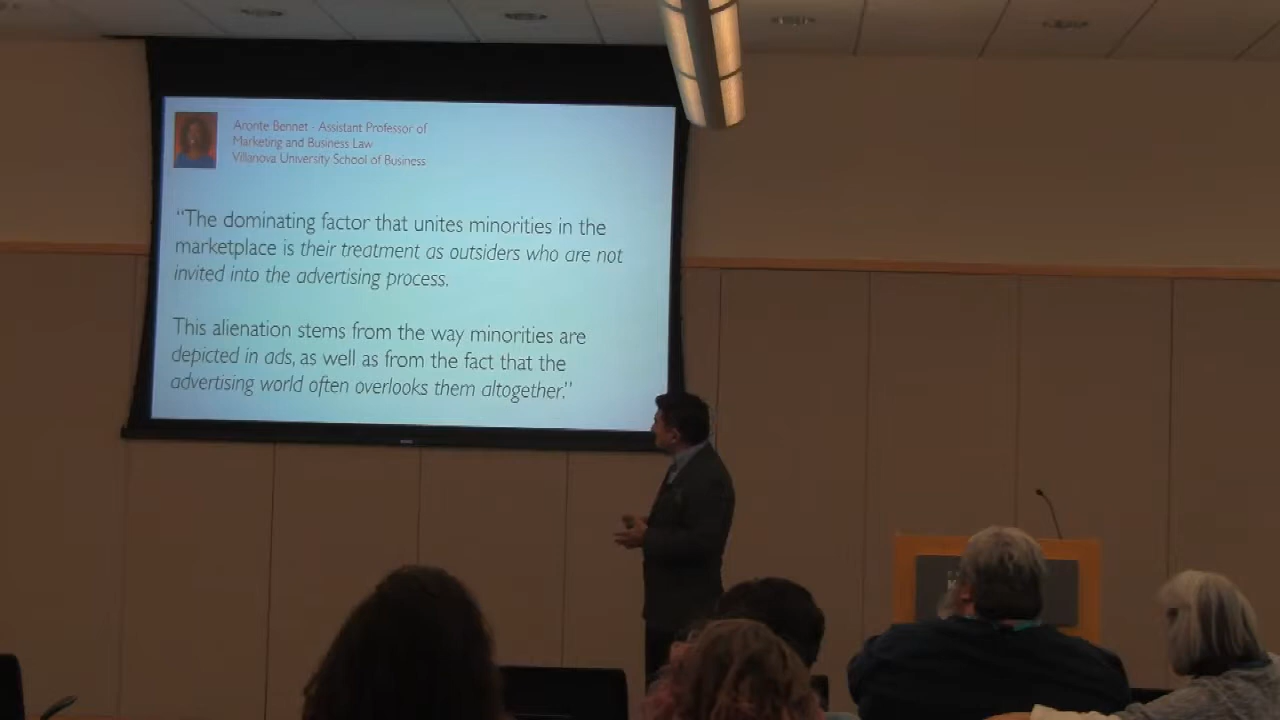 Aronte Bennet - Assistant Professor of
Marketing and Business Law
Villanova University School of Business
“The dominating factor that unites minorities in the
marketplace is their treatment as outsiders who are not
invited into the advertising process.
This alienation stems from the way minorities are
depicted in ads, as well as from the fact that the
advertising world often overlooks them altogether.”